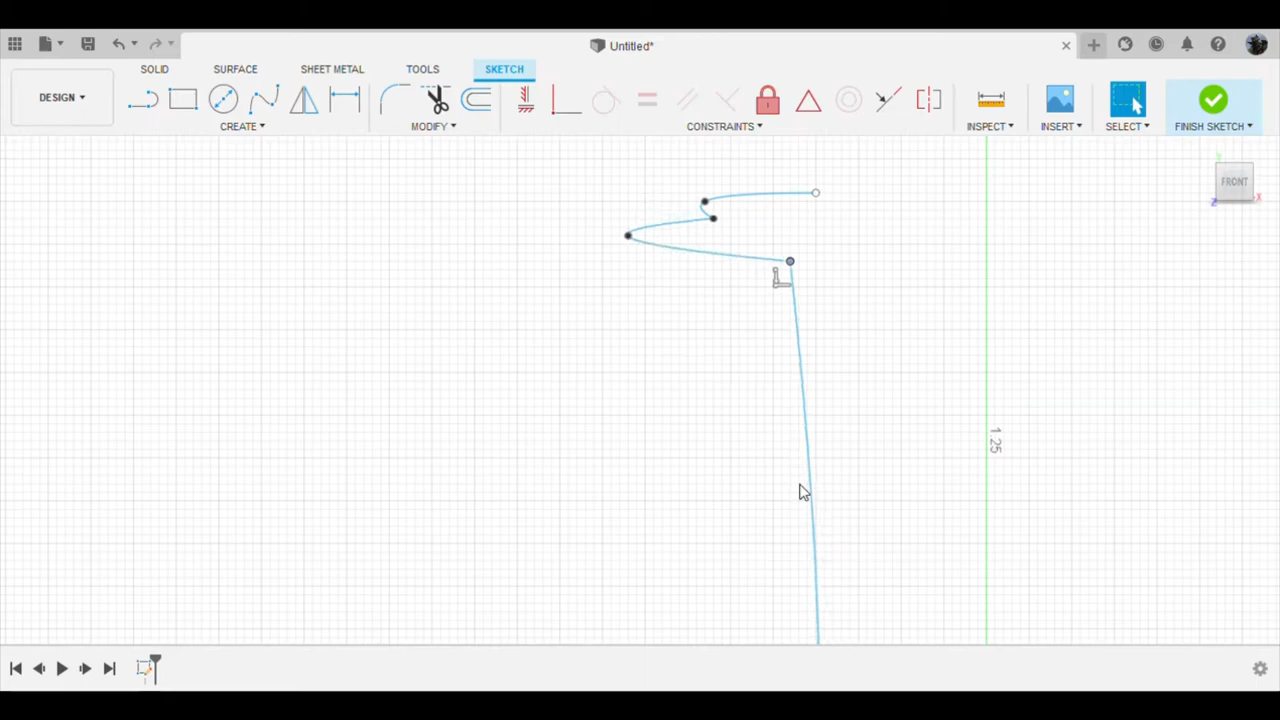 Untitled*
SOLID SURFACE SHEET METAL TOOLS SKETCH
DESIGN
CREATE MODIFY CONSTRAINTS INSPECT INSERT SELECT FINISH SKETCH
Y
FRONT
Z X
1.25